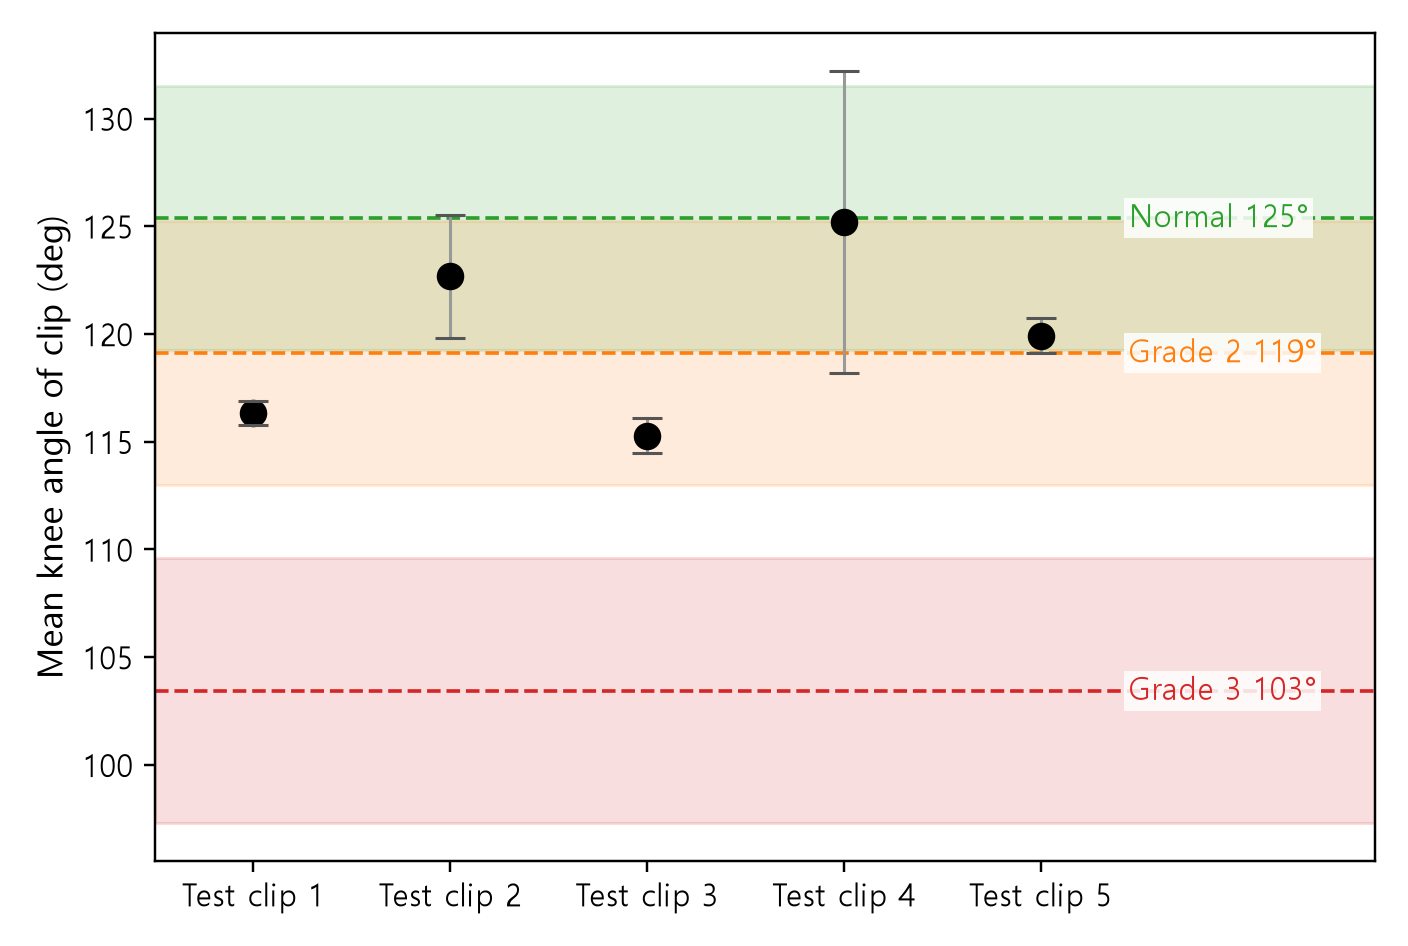 Mean knee angle of clip (deg)
130
125
120
115
110
105
100
Normal 125°
Grade 2 119°
Grade 3 103°
Test clip 1
Test clip 2
Test clip 3
Test clip 4
Test clip 5